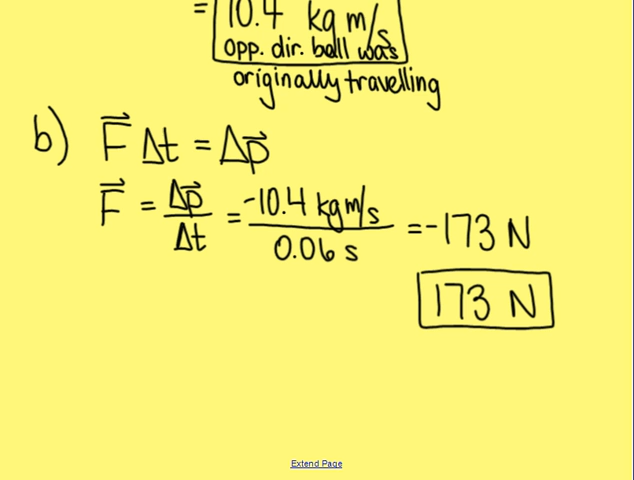 = 10.4 kg m/s
opp. dir. ball was
originally travelling
b) F⃗ Δt = Δp⃗
F⃗ = Δp⃗/Δt = -10.4 kg m/s / 0.06 s = -173 N
173 N
Extend Page